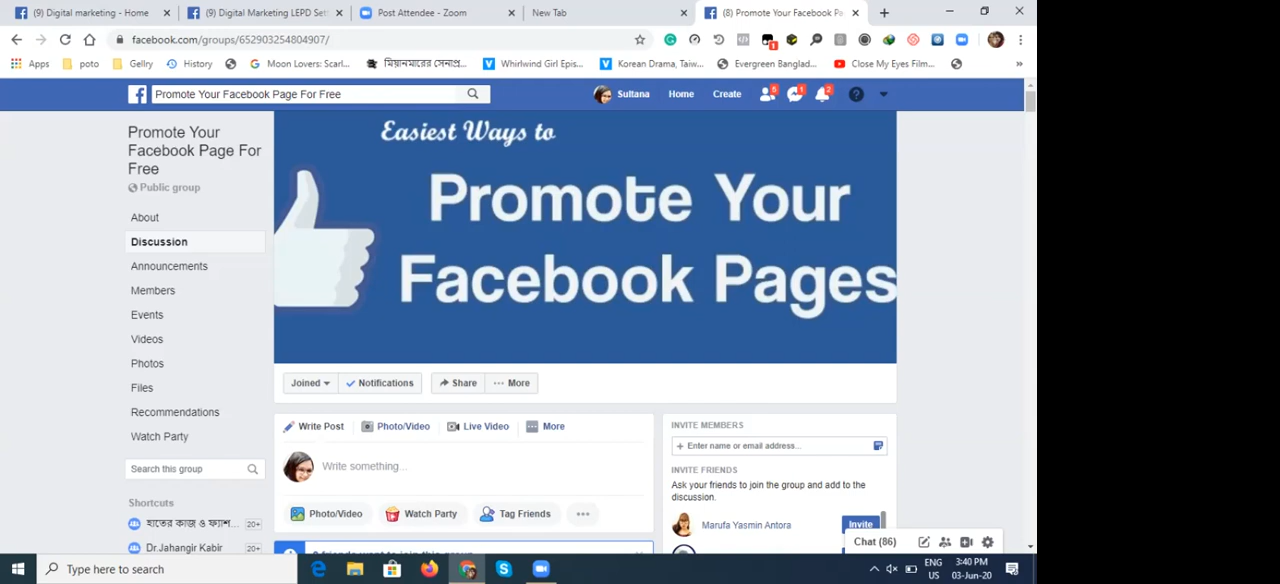 (9) Digital marketing - Home
(9) Digital Marketing LEPD Set
Post Attendee - Zoom
New Tab
(8) Promote Your Facebook Pa
facebook.com/groups/652903254804907/
Apps
poto
Gellry
History
Moon Lovers: Scarl...
মিয়ানমারের সেনাপ্র...
Whirlwind Girl Epis...
Korean Drama, Taiw...
Evergreen Banglad...
Close My Eyes Film...
Promote Your Facebook Page For Free
Sultana
Home
Create
6
1
2
Promote Your
Facebook Page For
Free
Public group
About
Discussion
Announcements
Members
Events
Videos
Photos
Files
Recommendations
Watch Party
Search this group
Shortcuts
হাতের কাজ ও ফ্যাশ... 20+
Dr.Jahangir Kabir 20+
Easiest Ways to
Promote Your
Facebook Pages
Joined
Notifications
Share
More
Write Post
Photo/Video
Live Video
More
Write something...
Photo/Video
Watch Party
Tag Friends
INVITE MEMBERS
+ Enter name or email address...
INVITE FRIENDS
Ask your friends to join the group and add to the
discussion.
Marufa Yasmin Antora
Invite
Chat (86)
Type here to search
ENG
US
3:40 PM
03-Jun-20